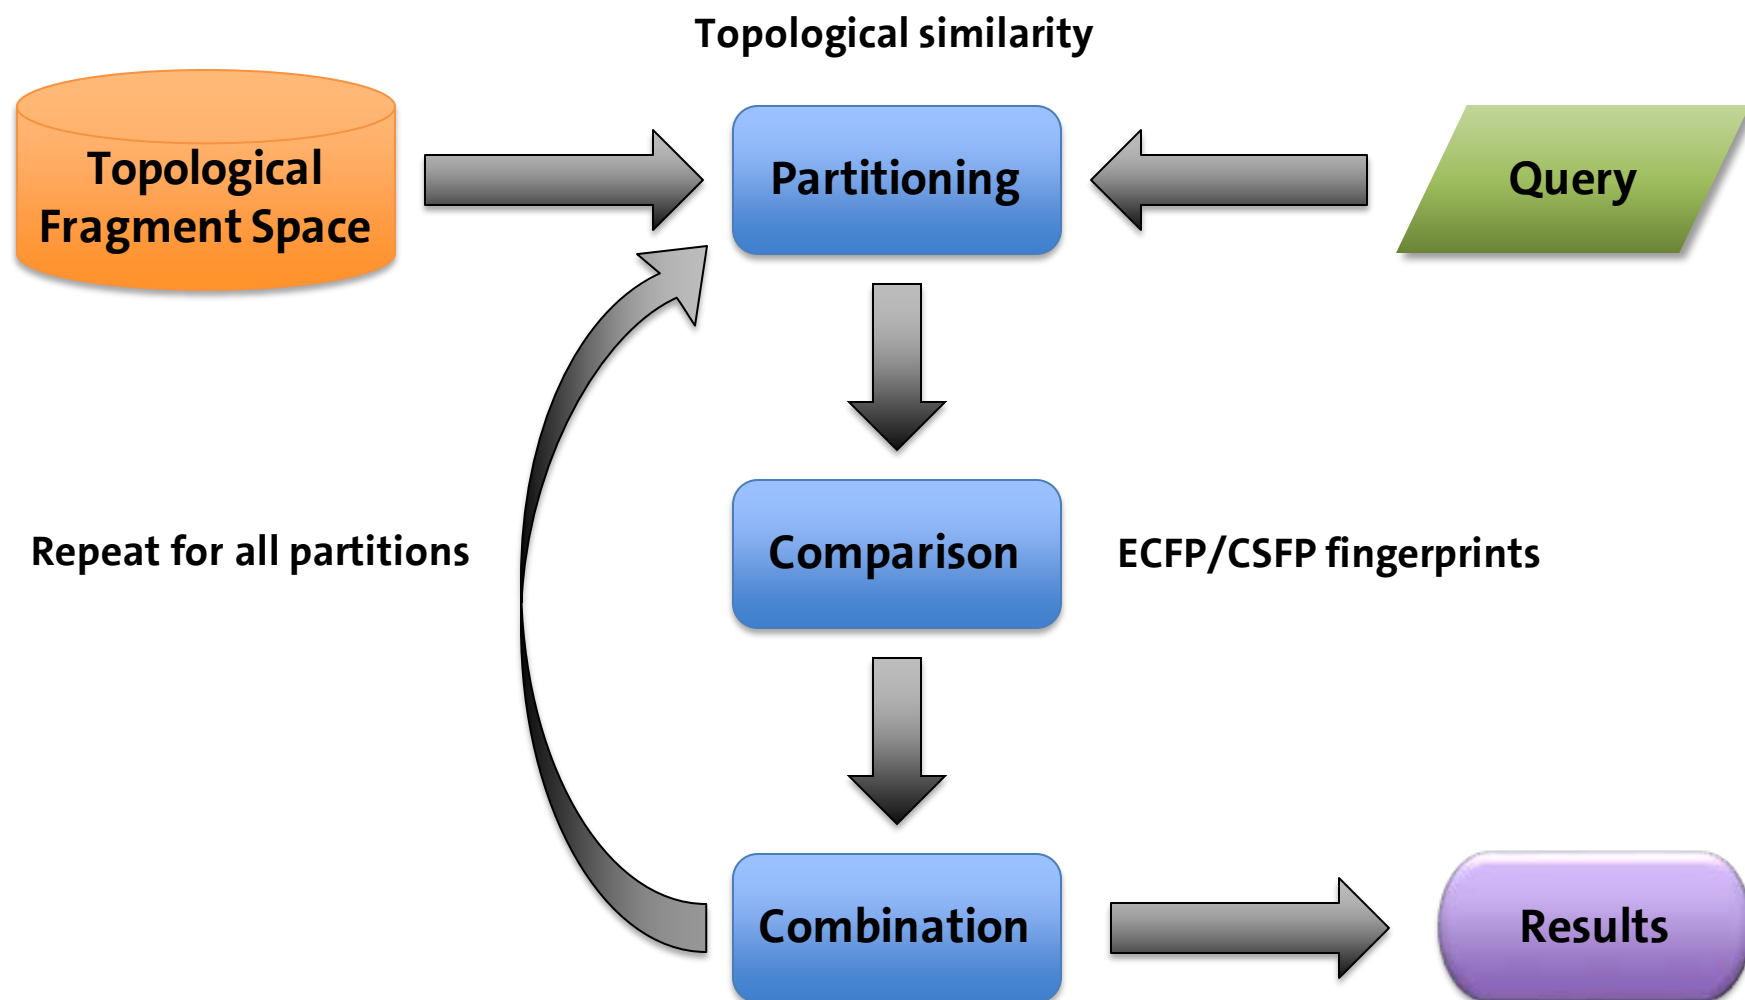 Topological similarity
Topological
Fragment Space
Partitioning
Query
Repeat for all partitions
Comparison
ECFP/CSFP fingerprints
Combination
Results